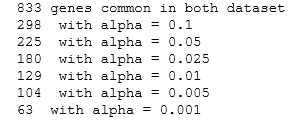 833 genes common in both dataset
298 with alpha = 0.1
225 with alpha = 0.05
180 with alpha = 0.025
129 with alpha = 0.01
104 with alpha = 0.005
63 with alpha = 0.001